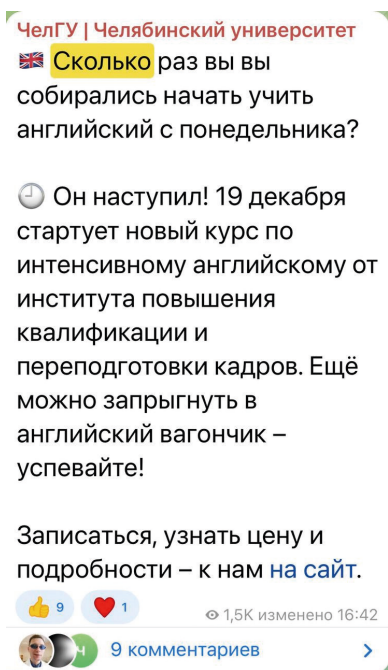 ЧелГУ | Челябинский университет
🇬🇧 Сколько раз вы вы
собирались начать учить
английский с понедельника?
🕘 Он наступил! 19 декабря
стартует новый курс по
интенсивному английскому от
института повышения
квалификации и
переподготовки кадров. Ещё
можно запрыгнуть в
английский вагончик –
успевайте!
Записаться, узнать цену и
подробности – к нам на сайт.
👍 9 ❤️ 1 1,5K изменено 16:42
Ч 9 комментариев